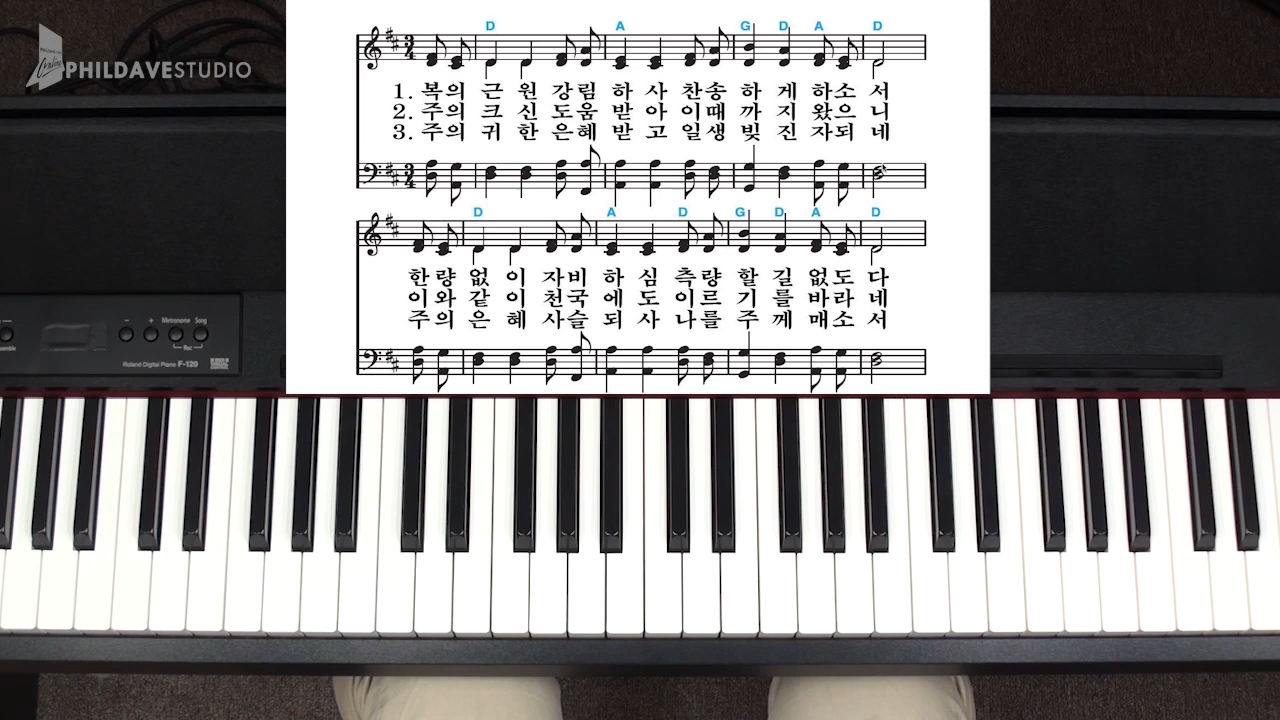 PHILDAVESTUDIO
D A G D A D
1. 복의 근 원 강림 하 사 찬송 하 게 하소 서
2. 주의 크 신 도움 받 아 이때 까 지 왔으 니
3. 주의 귀 한 은혜 받 고 일생 빚 진 자되 네
D A D G D A D
한량 없 이 자비 하 심 측량 할 길 없도 다
이와 같 이 천국 에 도 이르 기 를 바라 네
주의 은 혜 사슬 되 사 나를 주 께 매소 서
- + Metronome Song
Rec
Roland Digital Piano F-120